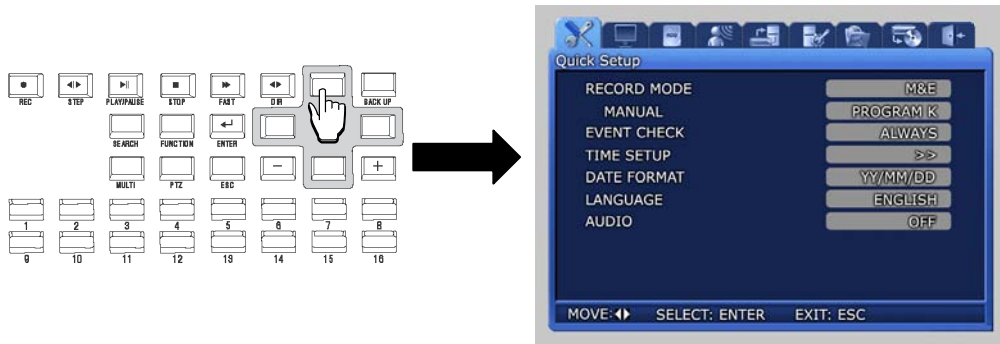 REC STEP PLAY/PAUSE STOP FAST DIR BACK UP
SEARCH FUNCTION ENTER
MULTI PTZ ESC − +
1 2 3 4 5 6 7 8
9 10 11 12 13 14 15 16
Quick Setup
RECORD MODE M&E
MANUAL PROGRAM K
EVENT CHECK ALWAYS
TIME SETUP >>
DATE FORMAT YY/MM/DD
LANGUAGE ENGLISH
AUDIO OFF
MOVE:◀▶ SELECT: ENTER EXIT: ESC